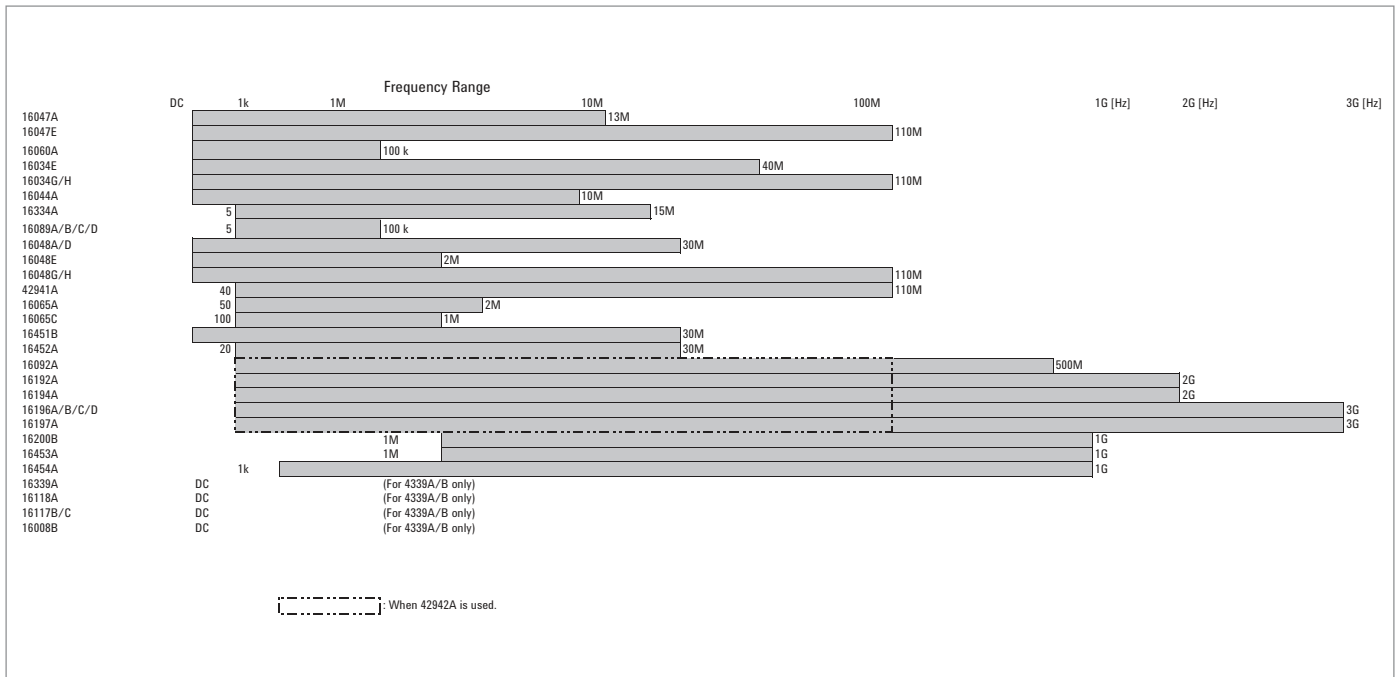 Frequency Range
DC 1k 1M 10M 100M 1G [Hz] 2G [Hz] 3G [Hz]
16047A 13M
16047E 110M
16060A 100 k
16034E 40M
16034G/H 110M
16044A 10M
16334A 5 15M
16089A/B/C/D 5 100 k
16048A/D 30M
16048E 2M
16048G/H 110M
42941A 40 110M
16065A 50 2M
16065C 100 1M
16451B 30M
16452A 20 30M
16092A 500M
16192A 2G
16194A 2G
16196A/B/C/D 3G
16197A 3G
16200B 1M 1G
16453A 1M 1G
16454A 1k 1G
16339A DC (For 4339A/B only)
16118A DC (For 4339A/B only)
16117B/C DC (For 4339A/B only)
16008B DC (For 4339A/B only)
: When 42942A is used.